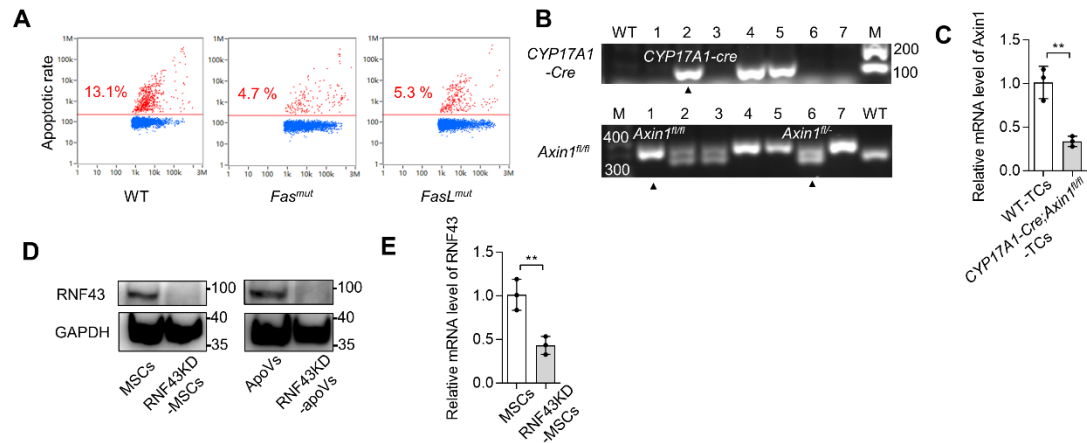 A
Apoptotic rate
3M
1M
100k
10k
1k
100
10
1
13.1%
1 10 100 1k 10k 100k 3M
WT
3M
1M
100k
10k
1k
100
10
1
4.7 %
1 10 100 1k 10k 100k 3M
Fas^mut
3M
1M
100k
10k
1k
100
10
1
5.3 %
1 10 100 1k 10k 100k 3M
FasL^mut
B
WT 1 2 3 4 5 6 7 M
CYP17A1
-Cre
CYP17A1-cre
200
100
M 1 2 3 4 5 6 7 WT
Axin1^fl/fl
400
300
Axin1^fl/fl
Axin1^fl/-
C
Relative mRNA level of Axin1
1.5
1.0
0.5
0.0
**
WT-TCs
CYP17A1-Cre;Axin1^fl/fl
-TCs
D
RNF43
100
100
GAPDH
40
35
40
35
MSCs
RNF43KD
-MSCs
ApoVs
RNF43KD
-apoVs
E
Relative mRNA level of RNF43
1.5
1.0
0.5
0.0
**
MSCs
RNF43KD
-MSCs